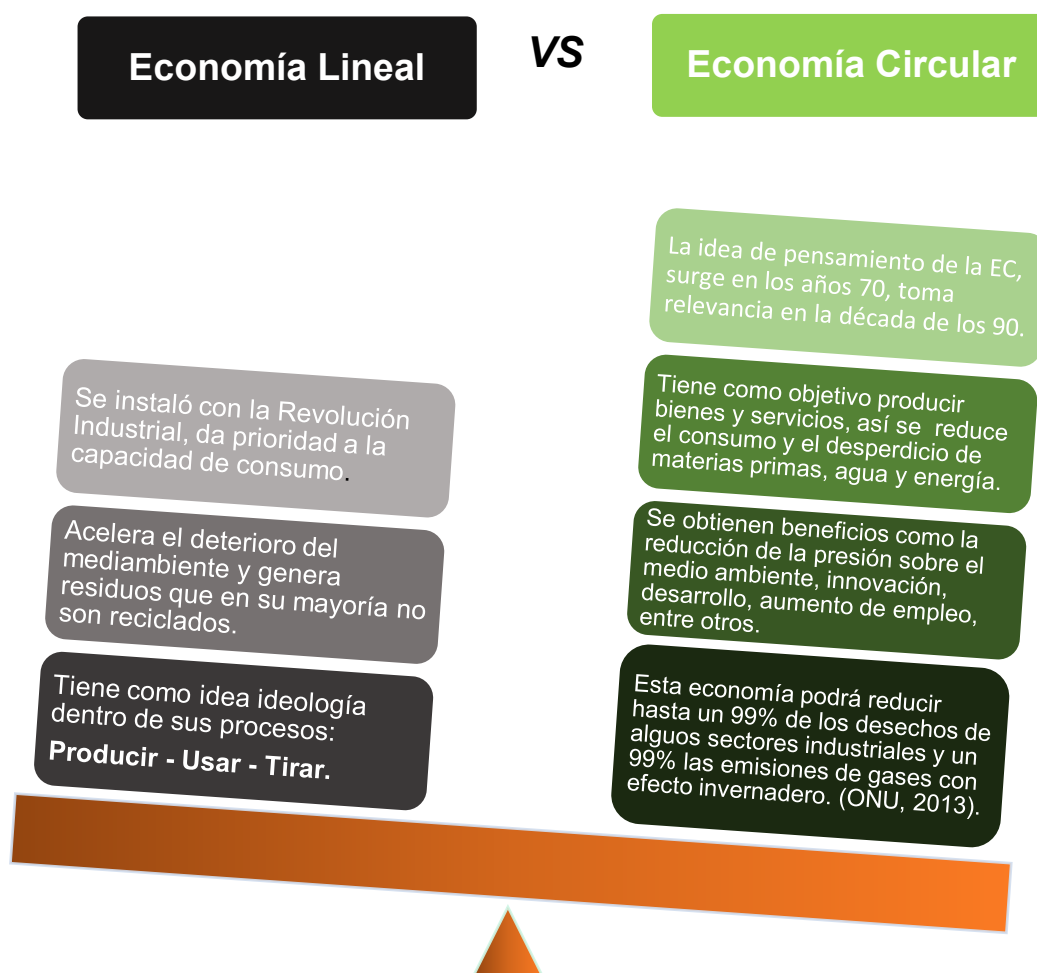 Economía Lineal
VS
Economía Circular
Se instaló con la Revolución
Industrial, da prioridad a la
capacidad de consumo.
Acelera el deterioro del
mediambiente y genera
residuos que en su mayoría no
son reciclados.
Tiene como idea ideología
dentro de sus procesos:
Producir - Usar - Tirar.
La idea de pensamiento de la EC,
surge en los años 70, toma
relevancia en la década de los 90.
Tiene como objetivo producir
bienes y servicios, así se reduce
el consumo y el desperdicio de
materias primas, agua y energía.
Se obtienen beneficios como la
reducción de la presión sobre el
medio ambiente, innovación,
desarrollo, aumento de empleo,
entre otros.
Esta economía podrá reducir
hasta un 99% de los desechos de
alguos sectores industriales y un
99% las emisiones de gases con
efecto invernadero. (ONU, 2013).